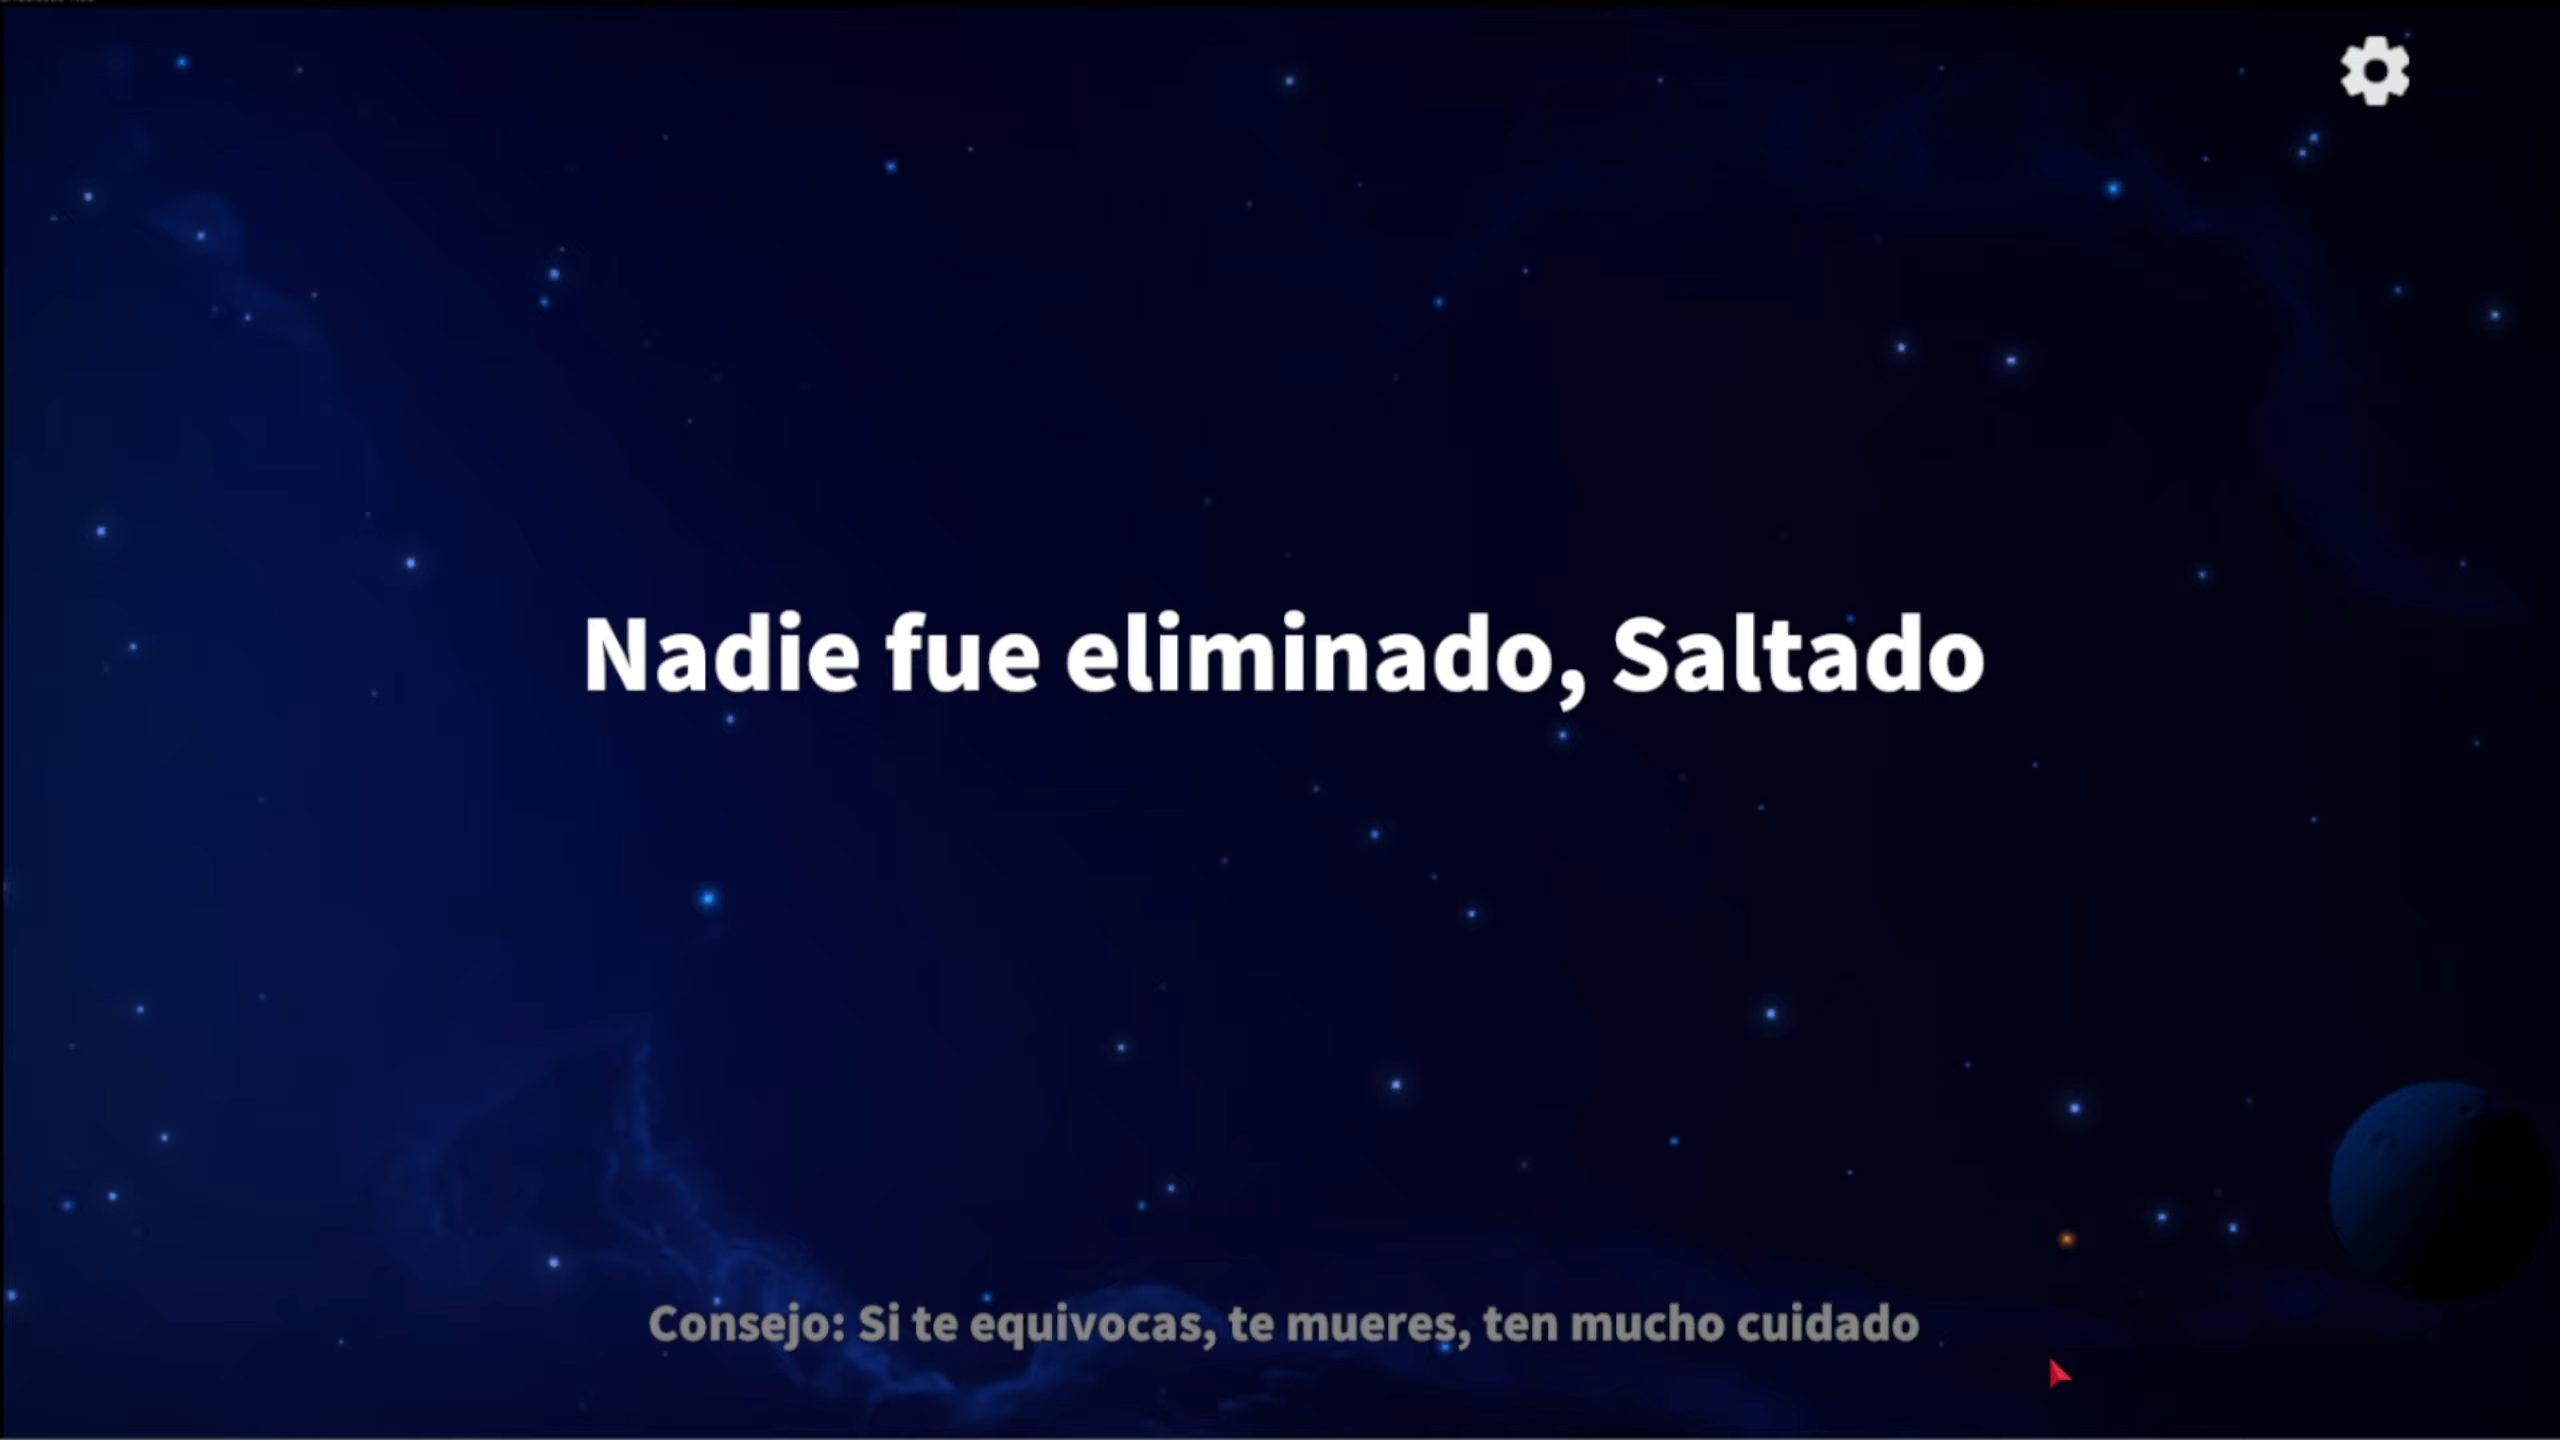 Nadie fue eliminado, Saltado
Consejo: Si te equivocas, te mueres, ten mucho cuidado